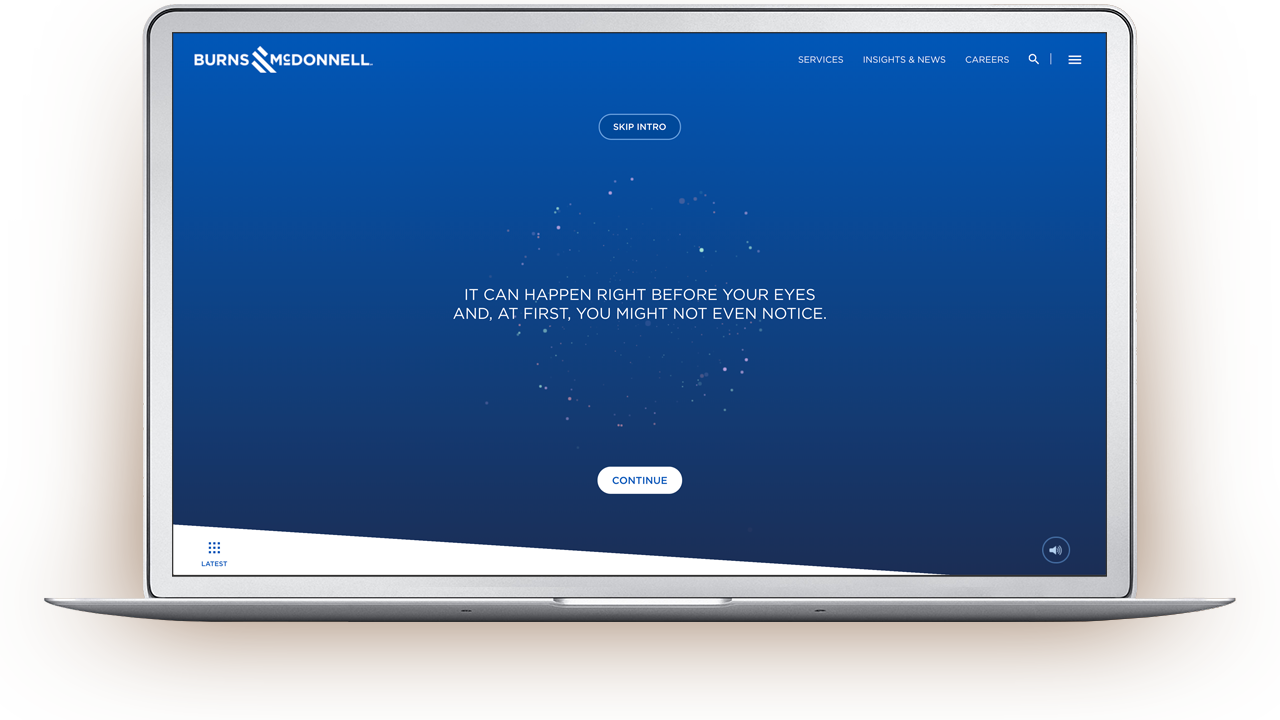 BURNS McDONNELL
SERVICES
INSIGHTS & NEWS
CAREERS
SKIP INTRO
IT CAN HAPPEN RIGHT BEFORE YOUR EYES
AND, AT FIRST, YOU MIGHT NOT EVEN NOTICE.
CONTINUE
LATEST